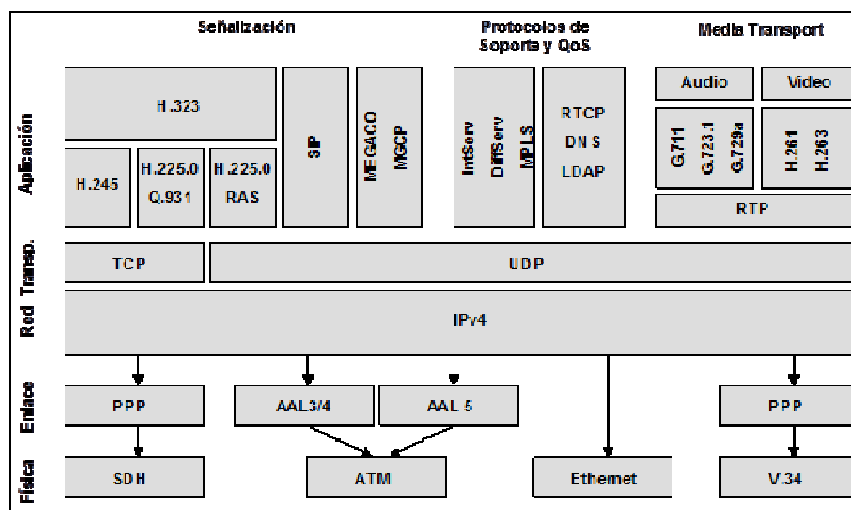 Señalización
Protocolos de
Soporte y QoS
Media Transport
Aplicación
H.323
H.245
H.225.0
Q.931
H.225.0
RAS
SIP
MEGACO
MGCP
IntServ
DiffServ
MPLS
RTCP
DNS
LDAP
Audio
Video
G.711
G.723.1
G.729a
H.261
H.263
RTP
Transp.
TCP
UDP
Red
IPv4
Enlace
PPP
AAL3/4
AAL 5
PPP
Física
SDH
ATM
Ethernet
V.34